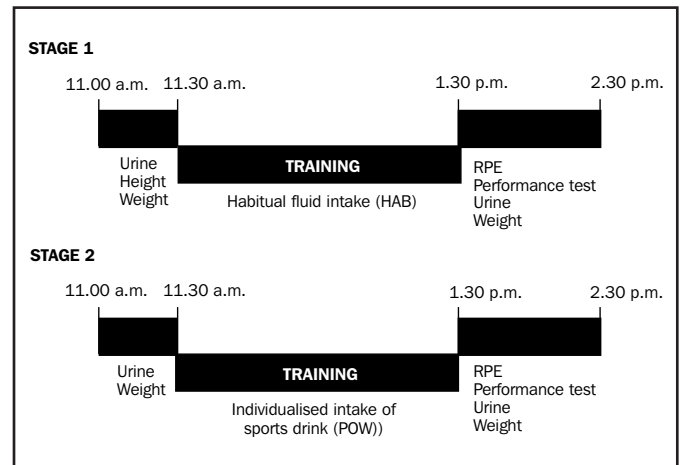 STAGE 1
11.00 a.m. 11.30 a.m. 1.30 p.m. 2.30 p.m.
Urine
Height
Weight
TRAINING
Habitual fluid intake (HAB)
RPE
Performance test
Urine
Weight
STAGE 2
11.00 a.m. 11.30 a.m. 1.30 p.m. 2.30 p.m.
Urine
Weight
TRAINING
Individualised intake of
sports drink (POW))
RPE
Performance test
Urine
Weight